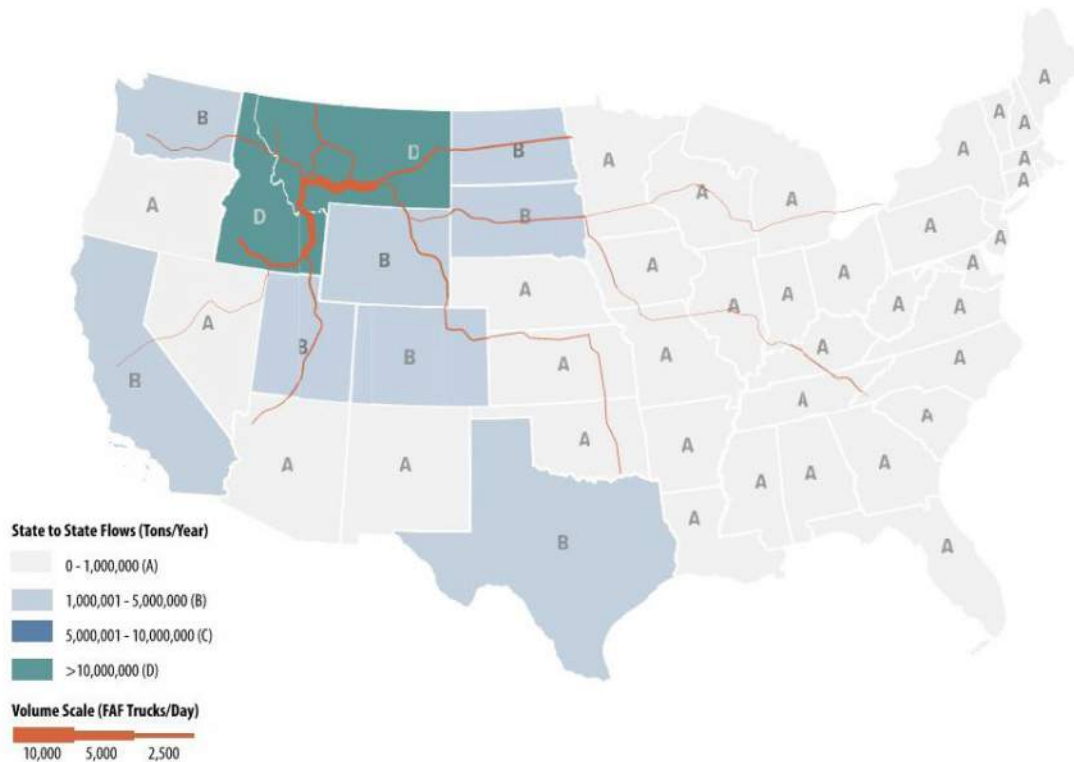 A
A
B
A
A
B
D
A
A
A
A
A
A
D
B
A
A
B
A
A
A
A
A
A
A
A
A
B
A
A
B
A
A
B
A
A
A
A
A
A
A
A
A
A
B
A
State to State Flows (Tons/Year)
0 - 1,000,000 (A)
1,000,001 - 5,000,000 (B)
5,000,001 - 10,000,000 (C)
>10,000,000 (D)
Volume Scale (FAF Trucks/Day)
10,000 5,000 2,500